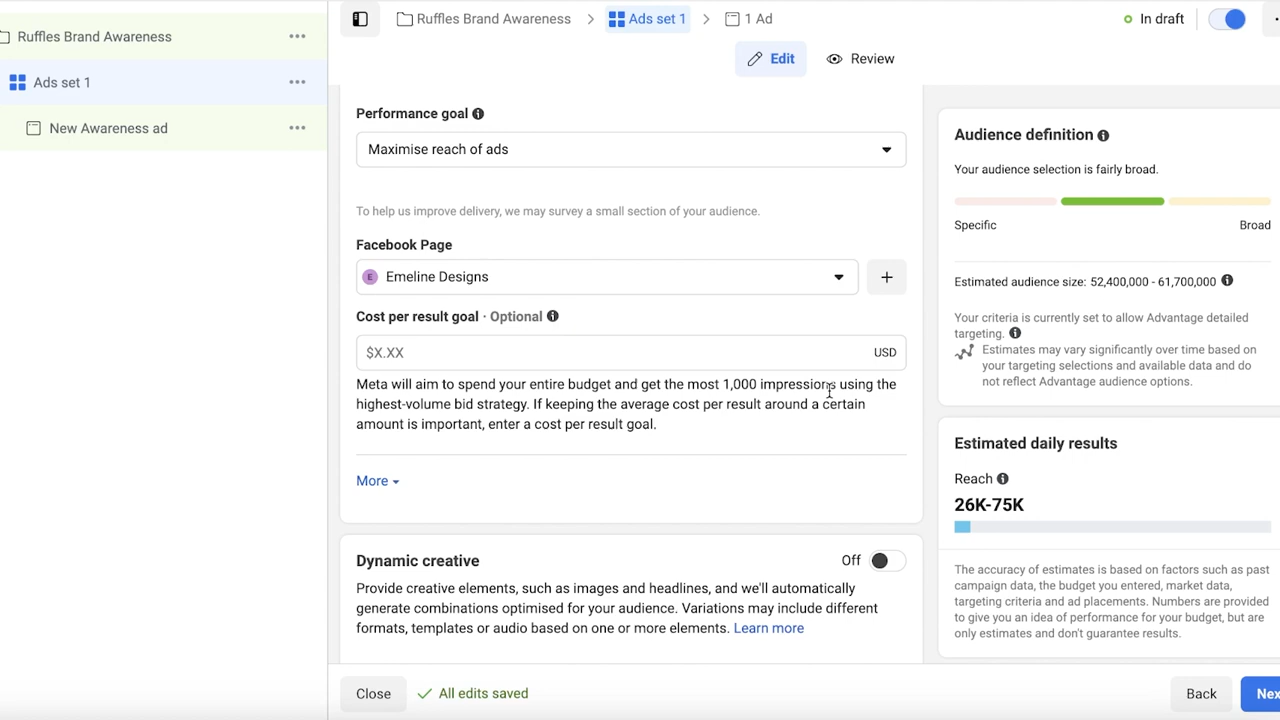 Ruffles Brand Awareness
Ads set 1
New Awareness ad
Ruffles Brand Awareness
Ads set 1
1 Ad
In draft
Edit
Review
Performance goal
Maximise reach of ads
To help us improve delivery, we may survey a small section of your audience.
Facebook Page
E
Emeline Designs
Cost per result goal · Optional
$X.XX
USD
Meta will aim to spend your entire budget and get the most 1,000 impressions using the
highest-volume bid strategy. If keeping the average cost per result around a certain
amount is important, enter a cost per result goal.
More
Dynamic creative
Off
Provide creative elements, such as images and headlines, and we'll automatically
generate combinations optimised for your audience. Variations may include different
formats, templates or audio based on one or more elements. Learn more
Audience definition
Your audience selection is fairly broad.
Specific
Broad
Estimated audience size: 52,400,000 - 61,700,000
Your criteria is currently set to allow Advantage detailed
targeting.
Estimates may vary significantly over time based on
your targeting selections and available data and do
not reflect Advantage audience options.
Estimated daily results
Reach
26K-75K
The accuracy of estimates is based on factors such as past
campaign data, the budget you entered, market data,
targeting criteria and ad placements. Numbers are provided
to give you an idea of performance for your budget, but are
only estimates and don't guarantee results.
Close
All edits saved
Back
Nex